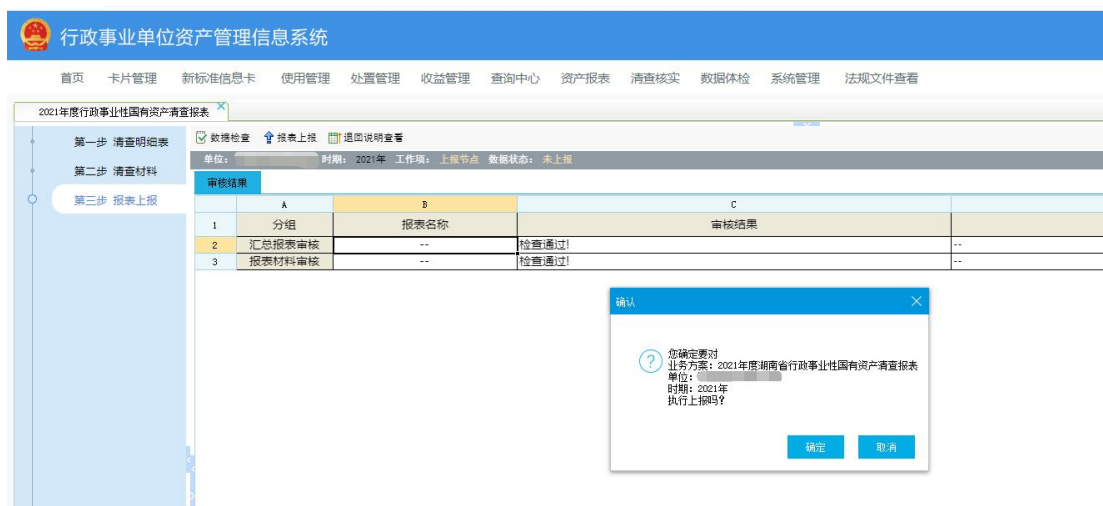 行政事业单位资产管理信息系统
首页 卡片管理 新标准信息卡 使用管理 处置管理 收益管理 查询中心 资产报表 清查核实 数据体检 系统管理 法规文件查看
2021年度行政事业性国有资产清查报表 ×
第一步 清查明细表
第二步 清查材料
第三步 报表上报
数据检查 报表上报 退回说明查看
单位： 时期： 2021年 工作项： 上报节点 数据状态： 未上报
审核结果
A B C
1 分组 报表名称 审核结果
2 汇总报表审核 -- 检查通过! --
3 报表材料审核 -- 检查通过! --
确认
您确定要对
业务方案：2021年度湖南省行政事业性国有资产清查报表
单位：
时期：2021年
执行上报吗？
确定 取消